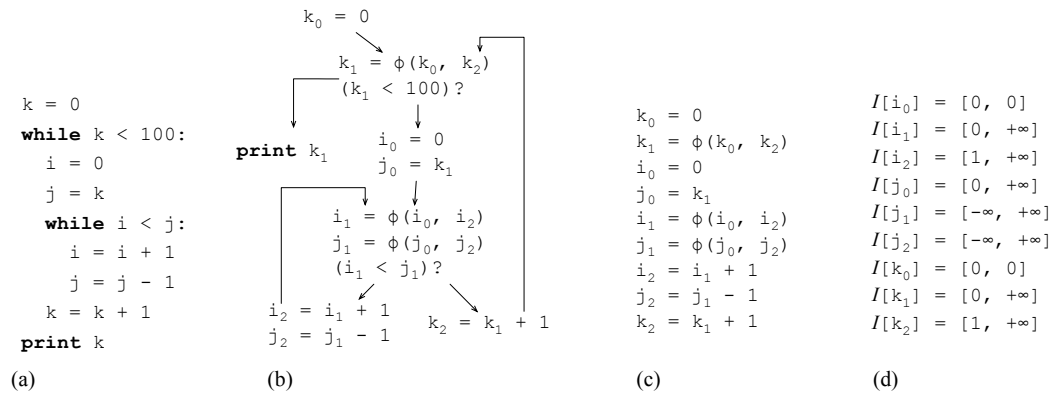 k = 0
while k < 100:
i = 0
j = k
while i < j:
i = i + 1
j = j - 1
k = k + 1
print k
(a)
k0 = 0
k1 = ϕ(k0, k2)
(k1 < 100)?
print k1
i0 = 0
j0 = k1
i1 = ϕ(i0, i2)
j1 = ϕ(j0, j2)
(i1 < j1)?
i2 = i1 + 1
j2 = j1 - 1
k2 = k1 + 1
(b)
k0 = 0
k1 = ϕ(k0, k2)
i0 = 0
j0 = k1
i1 = ϕ(i0, i2)
j1 = ϕ(j0, j2)
i2 = i1 + 1
j2 = j1 - 1
k2 = k1 + 1
(c)
I[i0] = [0, 0]
I[i1] = [0, +∞]
I[i2] = [1, +∞]
I[j0] = [0, +∞]
I[j1] = [-∞, +∞]
I[j2] = [-∞, +∞]
I[k0] = [0, 0]
I[k1] = [0, +∞]
I[k2] = [1, +∞]
(d)